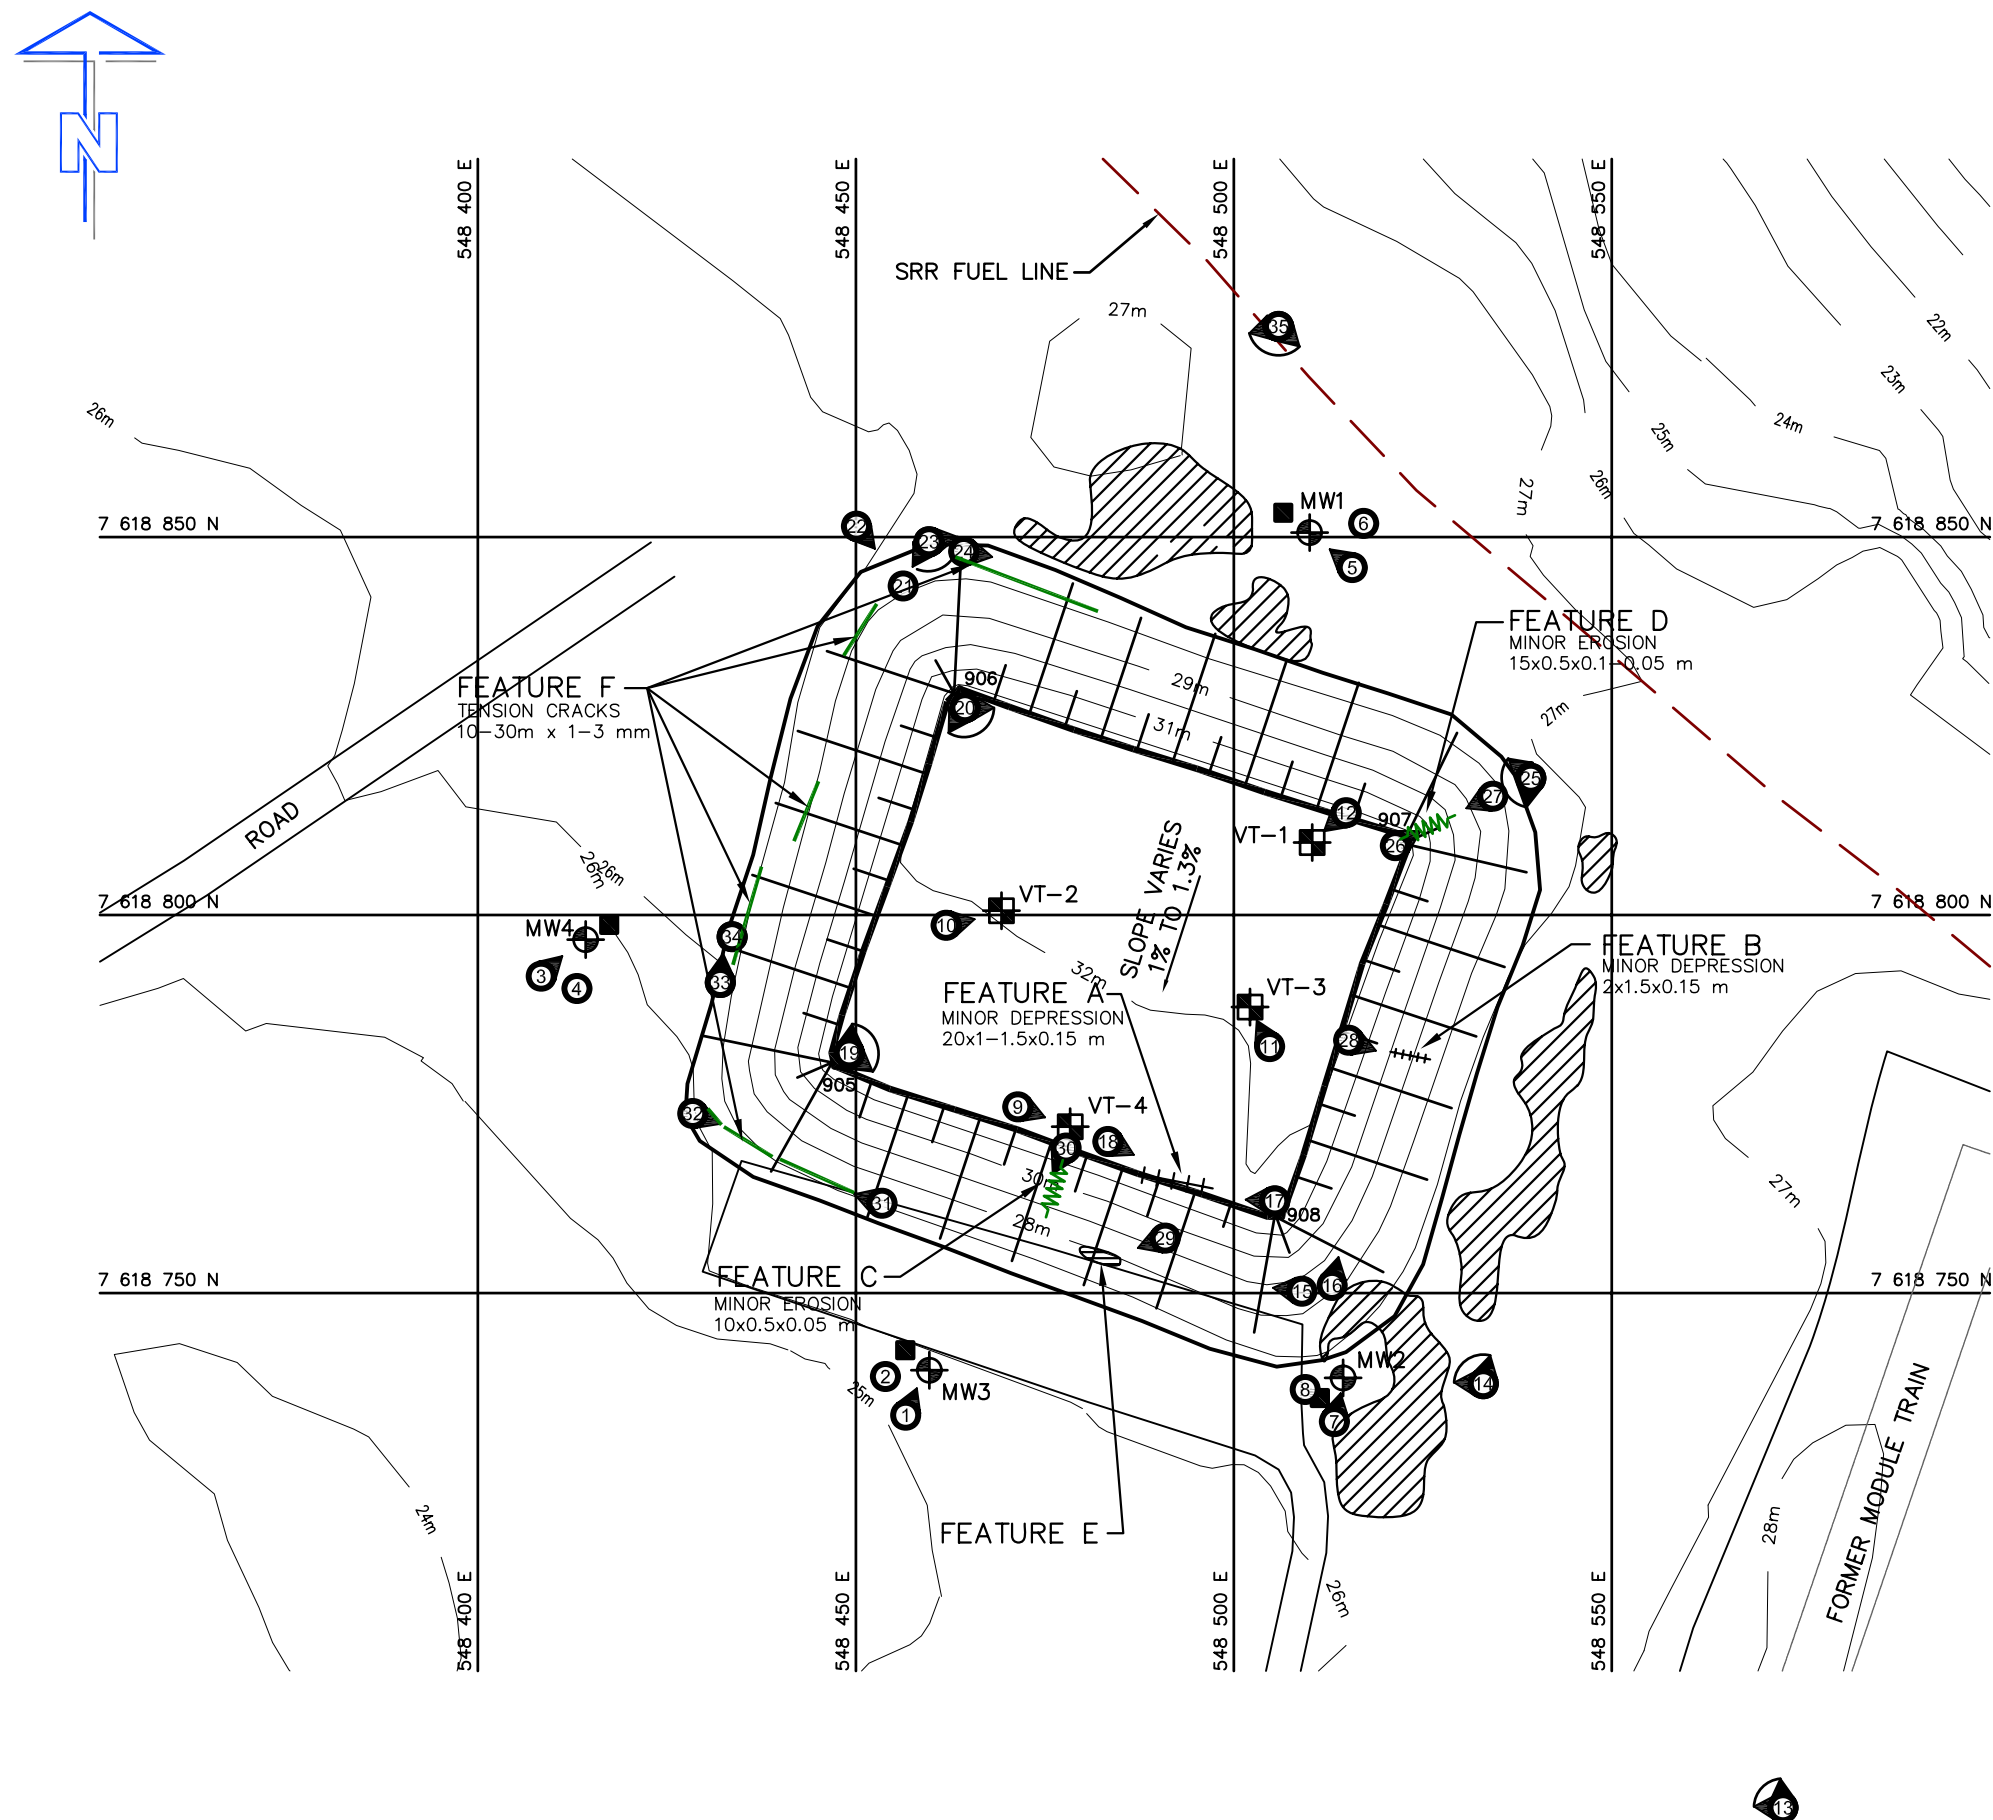 N
548 400 E
548 450 E
548 500 E
548 550 E
SRR FUEL LINE
27m
35
22m
23m
24m
25m
26m
27m
26m
MW1
6
5
7 618 850 N
7 618 850 N
22
23
24
21
FEATURE D
MINOR EROSION
15x0.5x0.1-0.05 m
FEATURE F
TENSION CRACKS
10-30m x 1-3 mm
906
20
29m
31m
27m
25
27
12
907
26
VT-1
ROAD
26m
26m
SLOPE VARIES
1% TO 1.3%
VT-2
10
7 618 800 N
7 618 800 N
MW4
3
4
34
33
32m
FEATURE B
MINOR DEPRESSION
2x1.5x0.15 m
FEATURE A
MINOR DEPRESSION
20x1-1.5x0.15 m
VT-3
11
28
19
905
9
VT-4
32
30
18
30m
17
908
31
28m
29
27m
FEATURE C
MINOR EROSION
10x0.5x0.05 m
7 618 750 N
7 618 750 N
15
16
MW2
2
1
MW3
25m
8
7
14
24m
FEATURE E
26m
28m
FORMER MODULE TRAIN
548 400 E
548 450 E
548 500 E
548 550 E
13